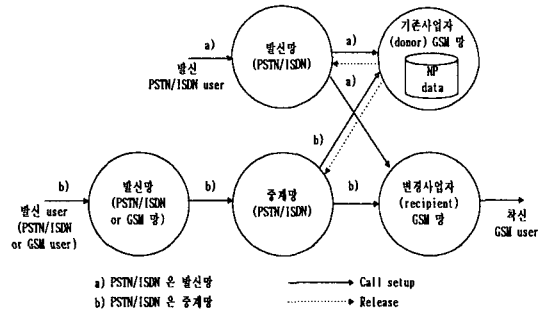 a)
발신
PSTN/ISDN user
발신망
(PSTN/ISDN)
a)
a)
기존사업자
(donor) GSM 망
NP
data
b)
b)
발신 user
(PSTN/ISDN
or GSM user)
발신망
(PSTN/ISDN
or GSM 망)
b)
중계망
(PSTN/ISDN)
b)
변경사업자
(recipient)
GSM 망
착신
GSM user
a) PSTN/ISDN 은 발신망
b) PSTN/ISDN 은 중계망
Call setup
Release